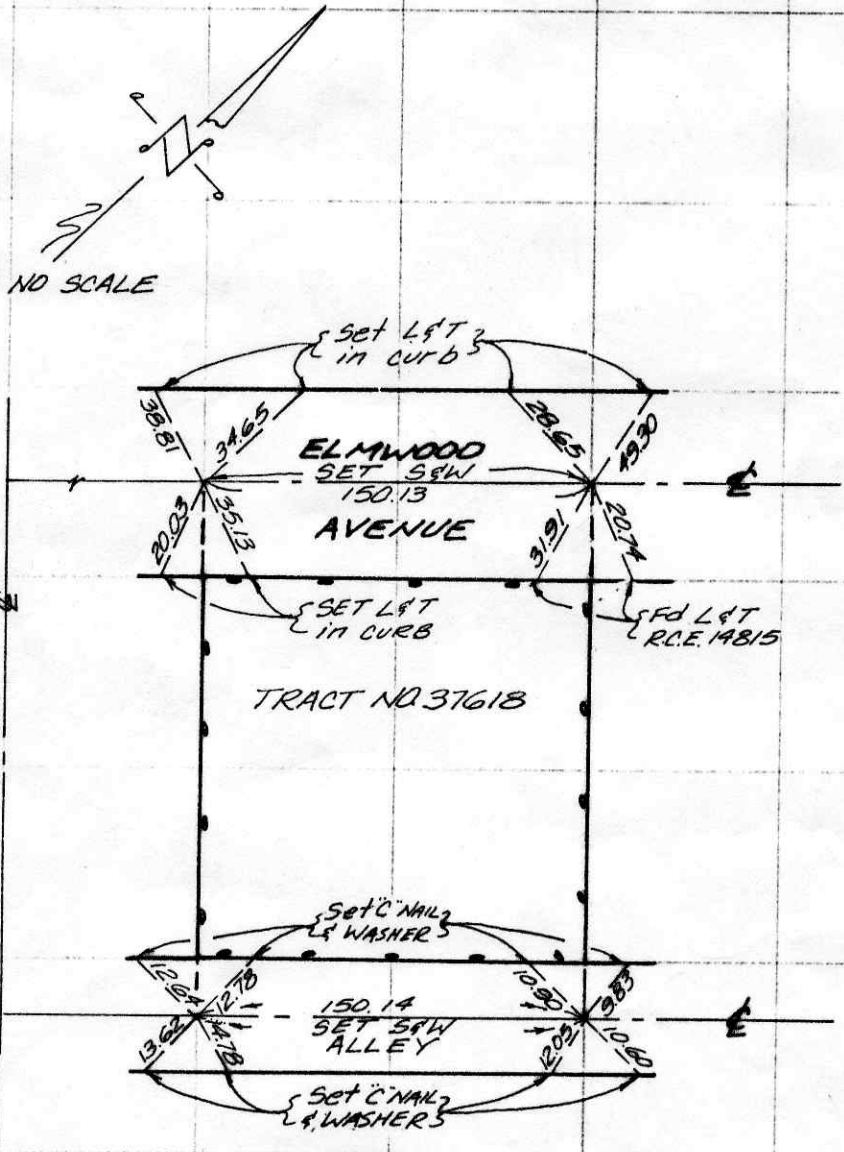 NO SCALE
Set L&T
in curb
38.81
34.65
28.65
49.30
ELMWOOD
SET S&W
150.13
AVENUE
20.03
35.13
31.91
20.74
SET L&T
in CURB
Fd L&T
R.C.E. 14815
TRACT NO. 37618
Set "C" NAIL
& WASHER
12.64
12.78
10.90
9.83
150.14
SET S&W
ALLEY
13.62
14.78
12.05
10.60
Set "C" NAIL
& WASHER